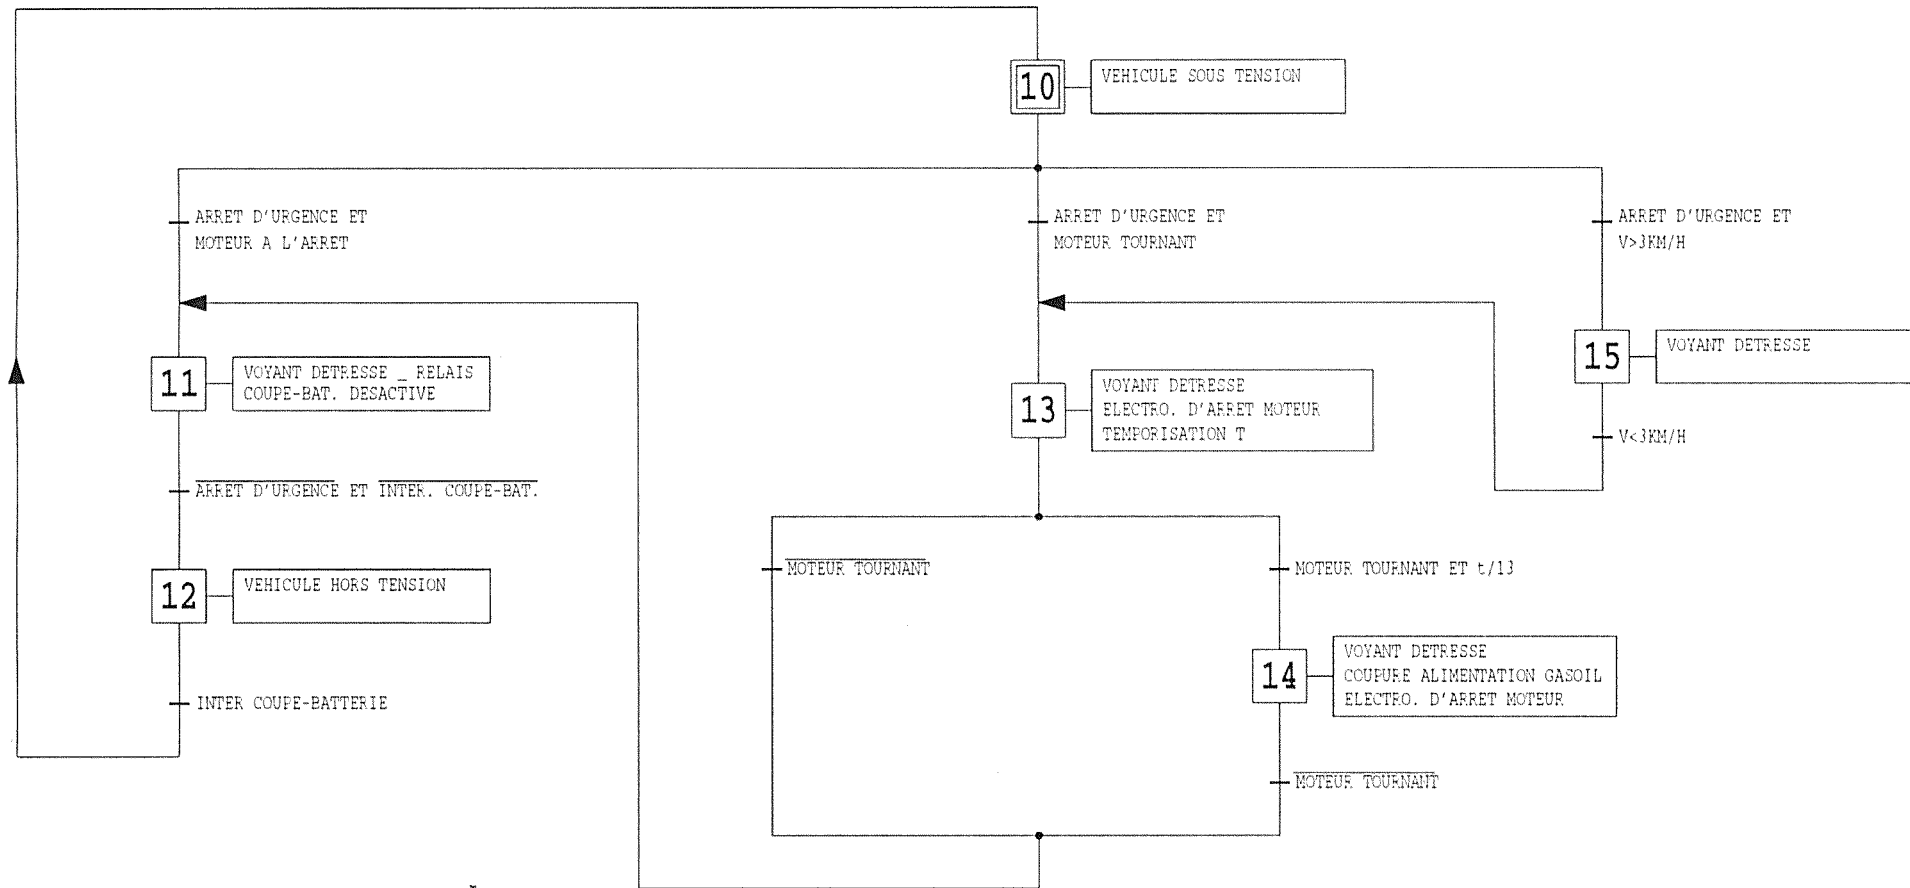 10
VEHICULE SOUS TENSION
ARRET D'URGENCE ET
MOTEUR A L'ARRET
ARRET D'URGENCE ET
MOTEUR TOURNANT
ARRET D'URGENCE ET
V>3KM/H
11
VOYANT DETRESSE _ RELAIS
COUPE-BAT. DESACTIVE
13
VOYANT DETRESSE
ELECTRO. D'ARRET MOTEUR
TEMPORISATION T
15
VOYANT DETRESSE
V<3KM/H
ARRET D'URGENCE ET INTER. COUPE-BAT.
12
VEHICULE HORS TENSION
MOTEUR TOURNANT
MOTEUR TOURNANT ET t/13
14
VOYANT DETRESSE
COUPURE ALIMENTATION GASOIL
ELECTRO. D'ARRET MOTEUR
INTER COUPE-BATTERIE
MOTEUR TOURNANT